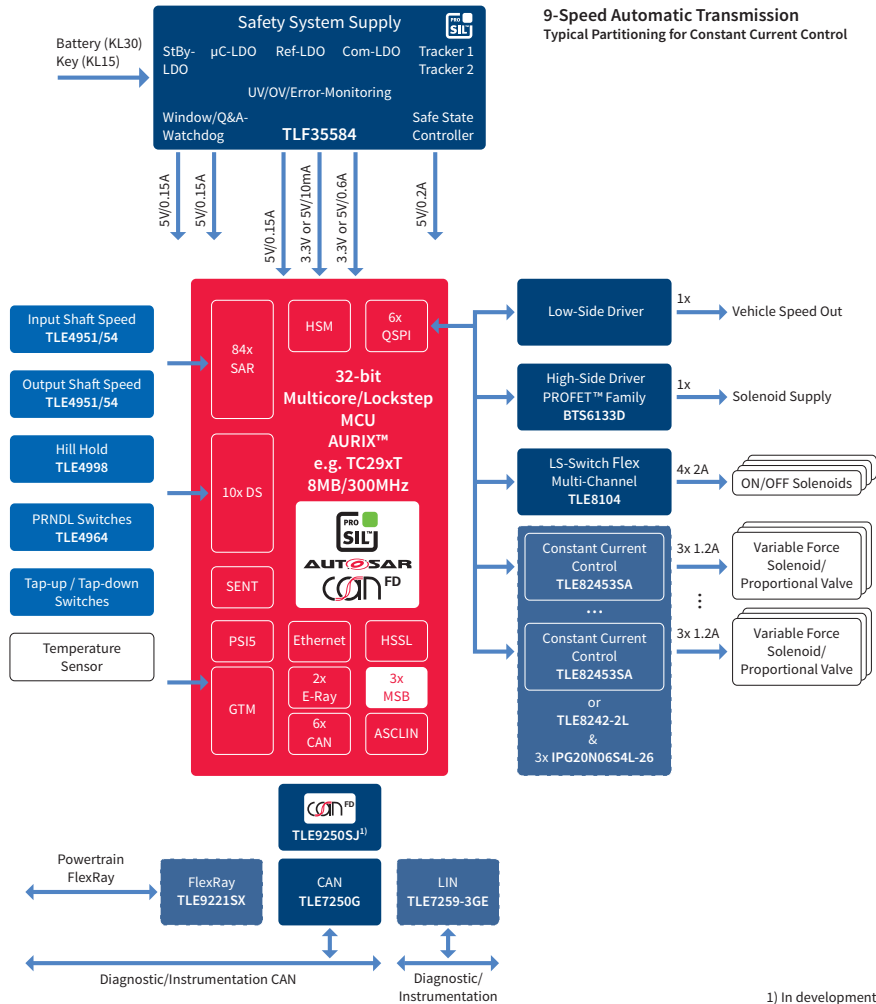 9-Speed Automatic Transmission
Typical Partitioning for Constant Current Control
Battery (KL30)
Key (KL15)
Safety System Supply
PRO
SIL™
StBy-
LDO
µC-LDO
Ref-LDO
Com-LDO
Tracker 1
Tracker 2
UV/OV/Error-Monitoring
Window/Q&A-
Watchdog
TLF35584
Safe State
Controller
5V/0.15A
5V/0.15A
5V/0.15A
3.3V or 5V/10mA
3.3V or 5V/0.6A
5V/0.2A
Input Shaft Speed
TLE4951/54
Output Shaft Speed
TLE4951/54
Hill Hold
TLE4998
PRNDL Switches
TLE4964
Tap-up / Tap-down
Switches
Temperature
Sensor
84x
SAR
HSM
6x
QSPI
32-bit
Multicore/Lockstep
MCU
AURIX™
e.g. TC29xT
8MB/300MHz
10x DS
PRO
SIL™
AUTOSAR
CAN FD
SENT
PSI5
Ethernet
HSSL
GTM
2x
E-Ray
3x
MSB
6x
CAN
ASCLIN
Low-Side Driver
1x
Vehicle Speed Out
High-Side Driver
PROFET™ Family
BTS6133D
1x
Solenoid Supply
LS-Switch Flex
Multi-Channel
TLE8104
4x 2A
ON/OFF Solenoids
Constant Current
Control
TLE82453SA
3x 1.2A
Variable Force
Solenoid/
Proportional Valve
...
⋮
Constant Current
Control
TLE82453SA
3x 1.2A
Variable Force
Solenoid/
Proportional Valve
or
TLE8242-2L
&
3x IPG20N06S4L-26
CAN FD
TLE9250SJ1)
Powertrain
FlexRay
FlexRay
TLE9221SX
CAN
TLE7250G
LIN
TLE7259-3GE
Diagnostic/Instrumentation CAN
Diagnostic/
Instrumentation
1) In development